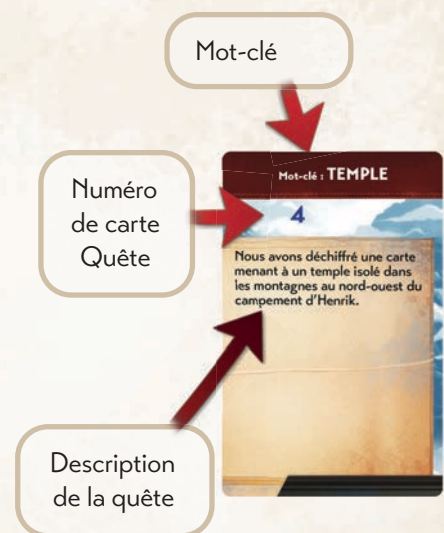 Mot-clé
Mot-clé : TEMPLE
Numéro
de carte
Quête
4
Nous avons déchiffré une carte
menant à un temple isolé dans
les montagnes au nord-ouest du
campement d'Henrik.
Description
de la quête